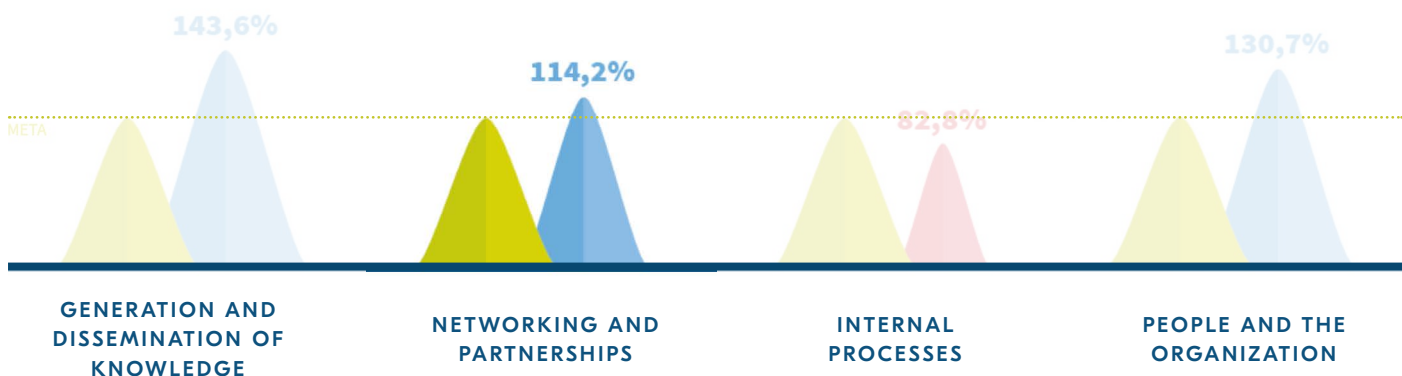 143,6%
114,2%
82,8%
130,7%
META
GENERATION AND
DISSEMINATION OF
KNOWLEDGE
NETWORKING AND
PARTNERSHIPS
INTERNAL
PROCESSES
PEOPLE AND THE
ORGANIZATION